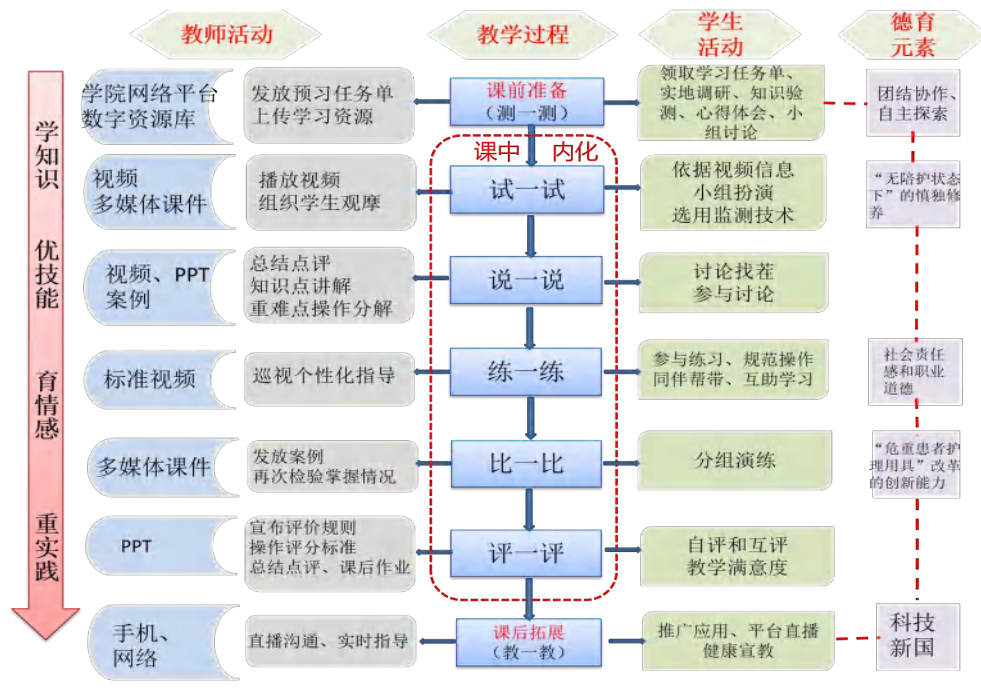 教师活动
教学过程
学生
活动
德育
元素
学知识
优技能
育情感
重实践
学院网络平台
数字资源库
发放预习任务单
上传学习资源
课前准备
（测一测）
领取学习任务单、
实地调研、知识验
测、心得体会、小
组讨论
团结协作、
自主探索
课中 内化
视频
多媒体课件
播放视频
组织学生观摩
试一试
依据视频信息
小组扮演
选用监测技术
“无陪护状态
下”的慎独修
养
视频、PPT
案例
总结点评
知识点讲解
重难点操作分解
说一说
讨论找茬
参与讨论
标准视频
巡视个性化指导
练一练
参与练习、规范操作
同伴帮带、互助学习
社会责任
感和职业
道德
多媒体课件
发放案例
再次检验掌握情况
比一比
分组演练
“危重患者护
理用具”改革
的创新能力
PPT
宣布评价规则
操作评分标准
总结点评、课后作业
评一评
自评和互评
教学满意度
手机、
网络
直播沟通、实时指导
课后拓展
（教一教）
推广应用、平台直播
健康宣教
科技
新国